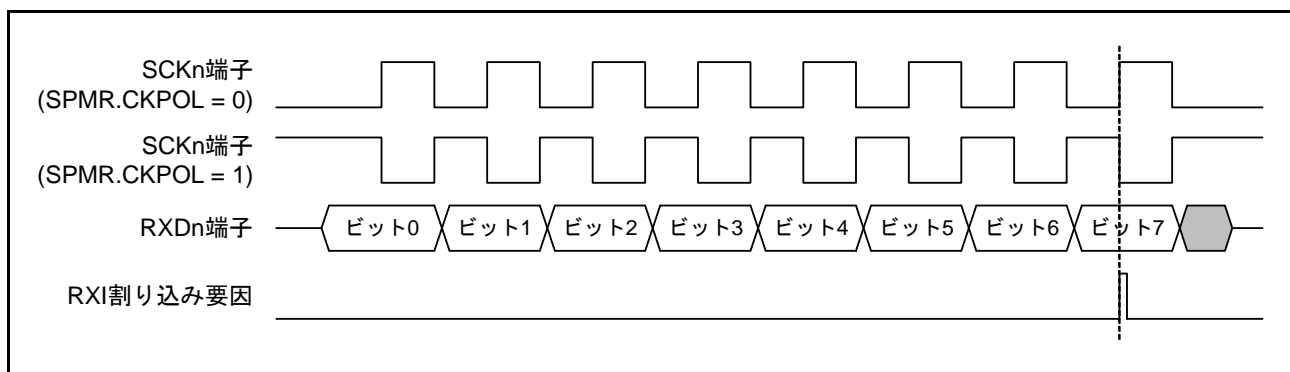 SCKn端子
(SPMR.CKPOL = 0)
SCKn端子
(SPMR.CKPOL = 1)
RXDn端子
ビット0 ビット1 ビット2 ビット3 ビット4 ビット5 ビット6 ビット7
RXI割り込み要因